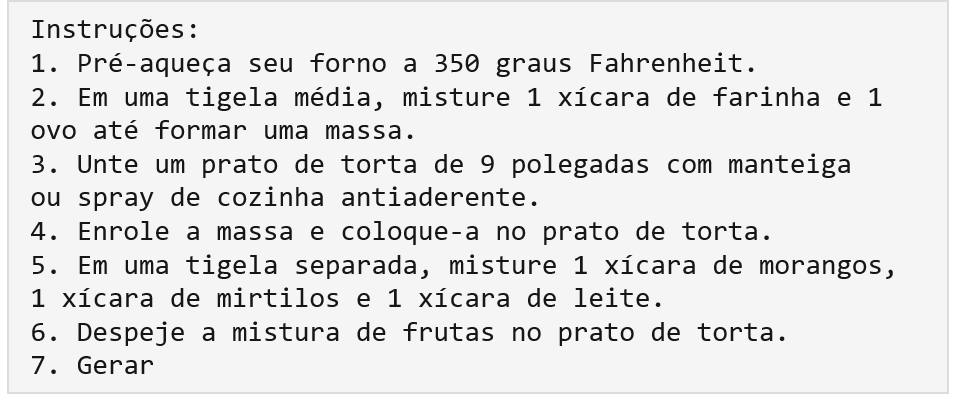 Instruções:
1. Pré-aqueça seu forno a 350 graus Fahrenheit.
2. Em uma tigela média, misture 1 xícara de farinha e 1
ovo até formar uma massa.
3. Unte um prato de torta de 9 polegadas com manteiga
ou spray de cozinha antiaderente.
4. Enrole a massa e coloque-a no prato de torta.
5. Em uma tigela separada, misture 1 xícara de morangos,
1 xícara de mirtilos e 1 xícara de leite.
6. Despeje a mistura de frutas no prato de torta.
7. Gerar